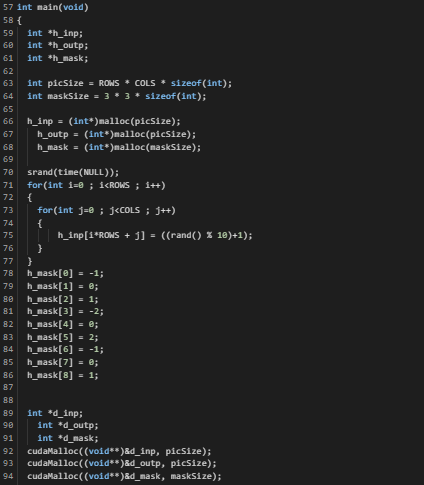 57 int main(void)
58 {
59 int *h_inp;
60 int *h_outp;
61 int *h_mask;
62
63 int picSize = ROWS * COLS * sizeof(int);
64 int maskSize = 3 * 3 * sizeof(int);
65
66 h_inp = (int*)malloc(picSize);
67 h_outp = (int*)malloc(picSize);
68 h_mask = (int*)malloc(maskSize);
69
70 srand(time(NULL));
71 for(int i=0 ; i<ROWS ; i++)
72 {
73 for(int j=0 ; j<COLS ; j++)
74 {
75 h_inp[i*ROWS + j] = ((rand() % 10)+1);
76 }
77 }
78 h_mask[0] = -1;
79 h_mask[1] = 0;
80 h_mask[2] = 1;
81 h_mask[3] = -2;
82 h_mask[4] = 0;
83 h_mask[5] = 2;
84 h_mask[6] = -1;
85 h_mask[7] = 0;
86 h_mask[8] = 1;
87
88
89 int *d_inp;
90 int *d_outp;
91 int *d_mask;
92 cudaMalloc((void**)&d_inp, picSize);
93 cudaMalloc((void**)&d_outp, picSize);
94 cudaMalloc((void**)&d_mask, maskSize);